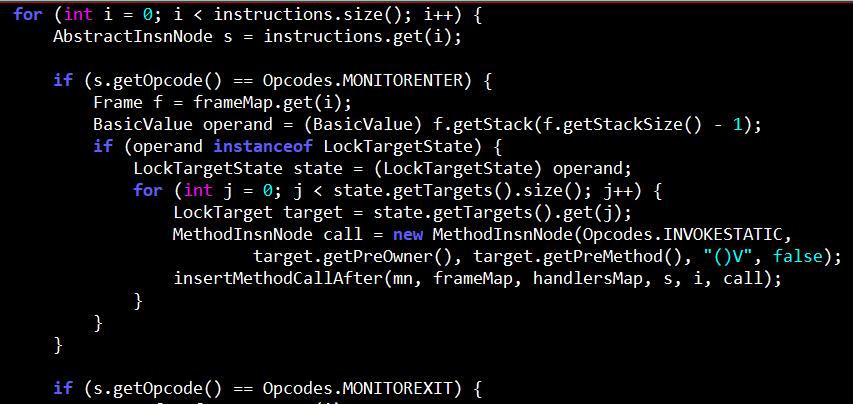 for (int i = 0; i < instructions.size(); i++) {
    AbstractInsnNode s = instructions.get(i);

    if (s.getOpcode() == Opcodes.MONITORENTER) {
        Frame f = frameMap.get(i);
        BasicValue operand = (BasicValue) f.getStack(f.getStackSize() - 1);
        if (operand instanceof LockTargetState) {
            LockTargetState state = (LockTargetState) operand;
            for (int j = 0; j < state.getTargets().size(); j++) {
                LockTarget target = state.getTargets().get(j);
                MethodInsnNode call = new MethodInsnNode(Opcodes.INVOKESTATIC,
                        target.getPreOwner(), target.getPreMethod(), "()V", false);
                insertMethodCallAfter(mn, frameMap, handlersMap, s, i, call);
            }
        }
    }

    if (s.getOpcode() == Opcodes.MONITOREXIT) {